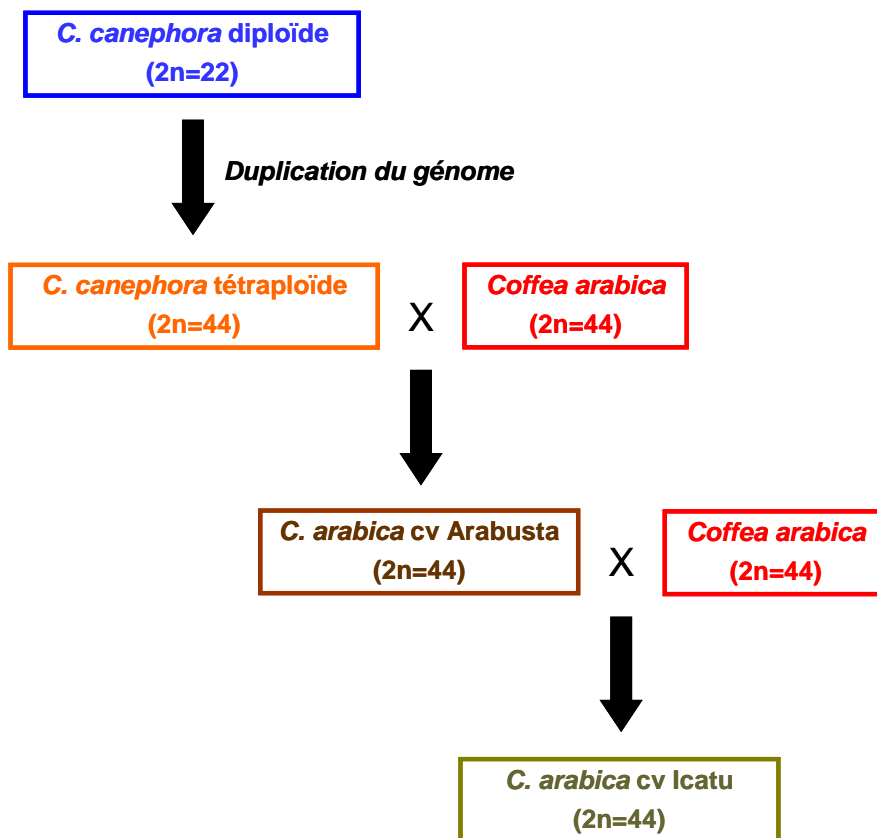 C. canephora diploïde
(2n=22)
Duplication du génome
C. canephora tétraploïde
(2n=44)
X
Coffea arabica
(2n=44)
C. arabica cv Arabusta
(2n=44)
X
Coffea arabica
(2n=44)
C. arabica cv Icatu
(2n=44)